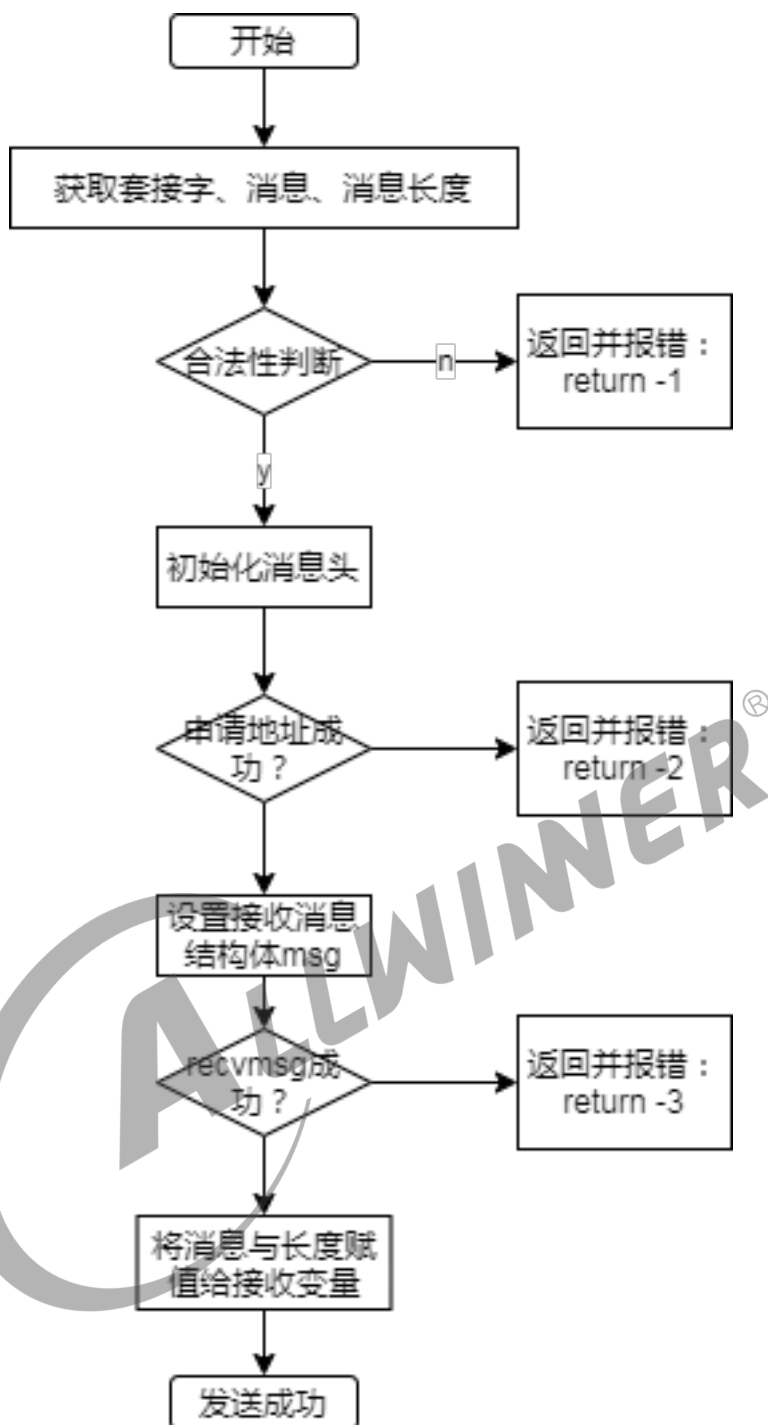 开始
获取套接字、消息、消息长度
合法性判断
n
返回并报错：
return -1
y
初始化消息头
申请地址成
功？
返回并报错：
return -2
设置接收消息
结构体msg
recvmsg成
功？
返回并报错：
return -3
将消息与长度赋
值给接收变量
发送成功
ALLWINNER®